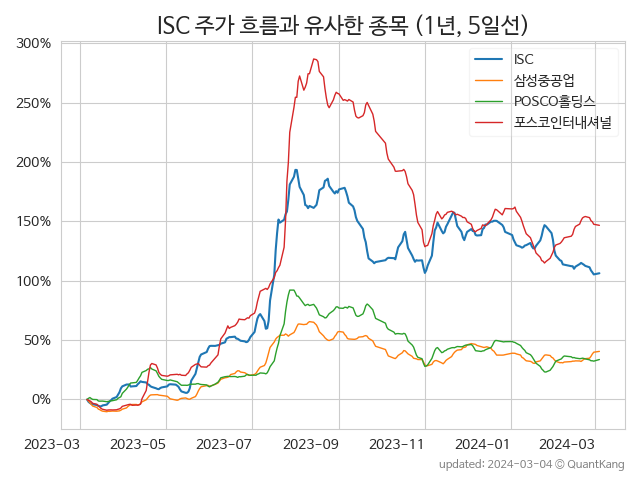 ISC 주가 흐름과 유사한 종목 (1년, 5일선)
300%
250%
200%
150%
100%
50%
0%
ISC
삼성중공업
POSCO홀딩스
포스코인터내셔널
2023-03
2023-05
2023-07
2023-09
2023-11
2024-01
2024-03
updated: 2024-03-04 © QuantKang